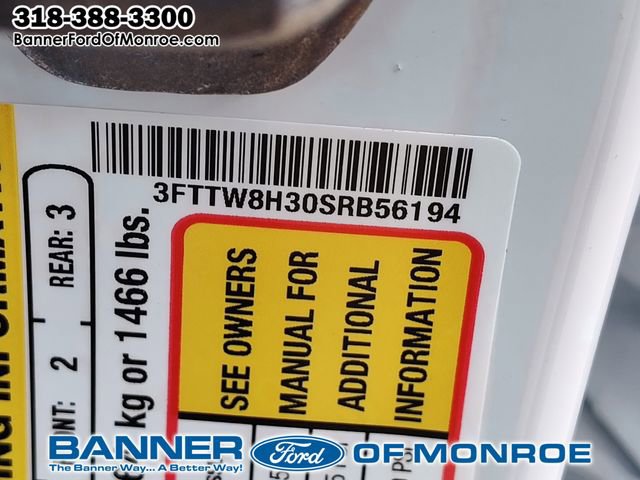 318-388-3300
BannerFordOfMonroe.com
3FTTW8H30SRB56194
REAR: 3
2
kg or 1466 lbs.
SEE OWNERS
MANUAL FOR
ADDITIONAL
INFORMATION
BANNER Ford OF MONROE
The Banner Way... A Better Way!